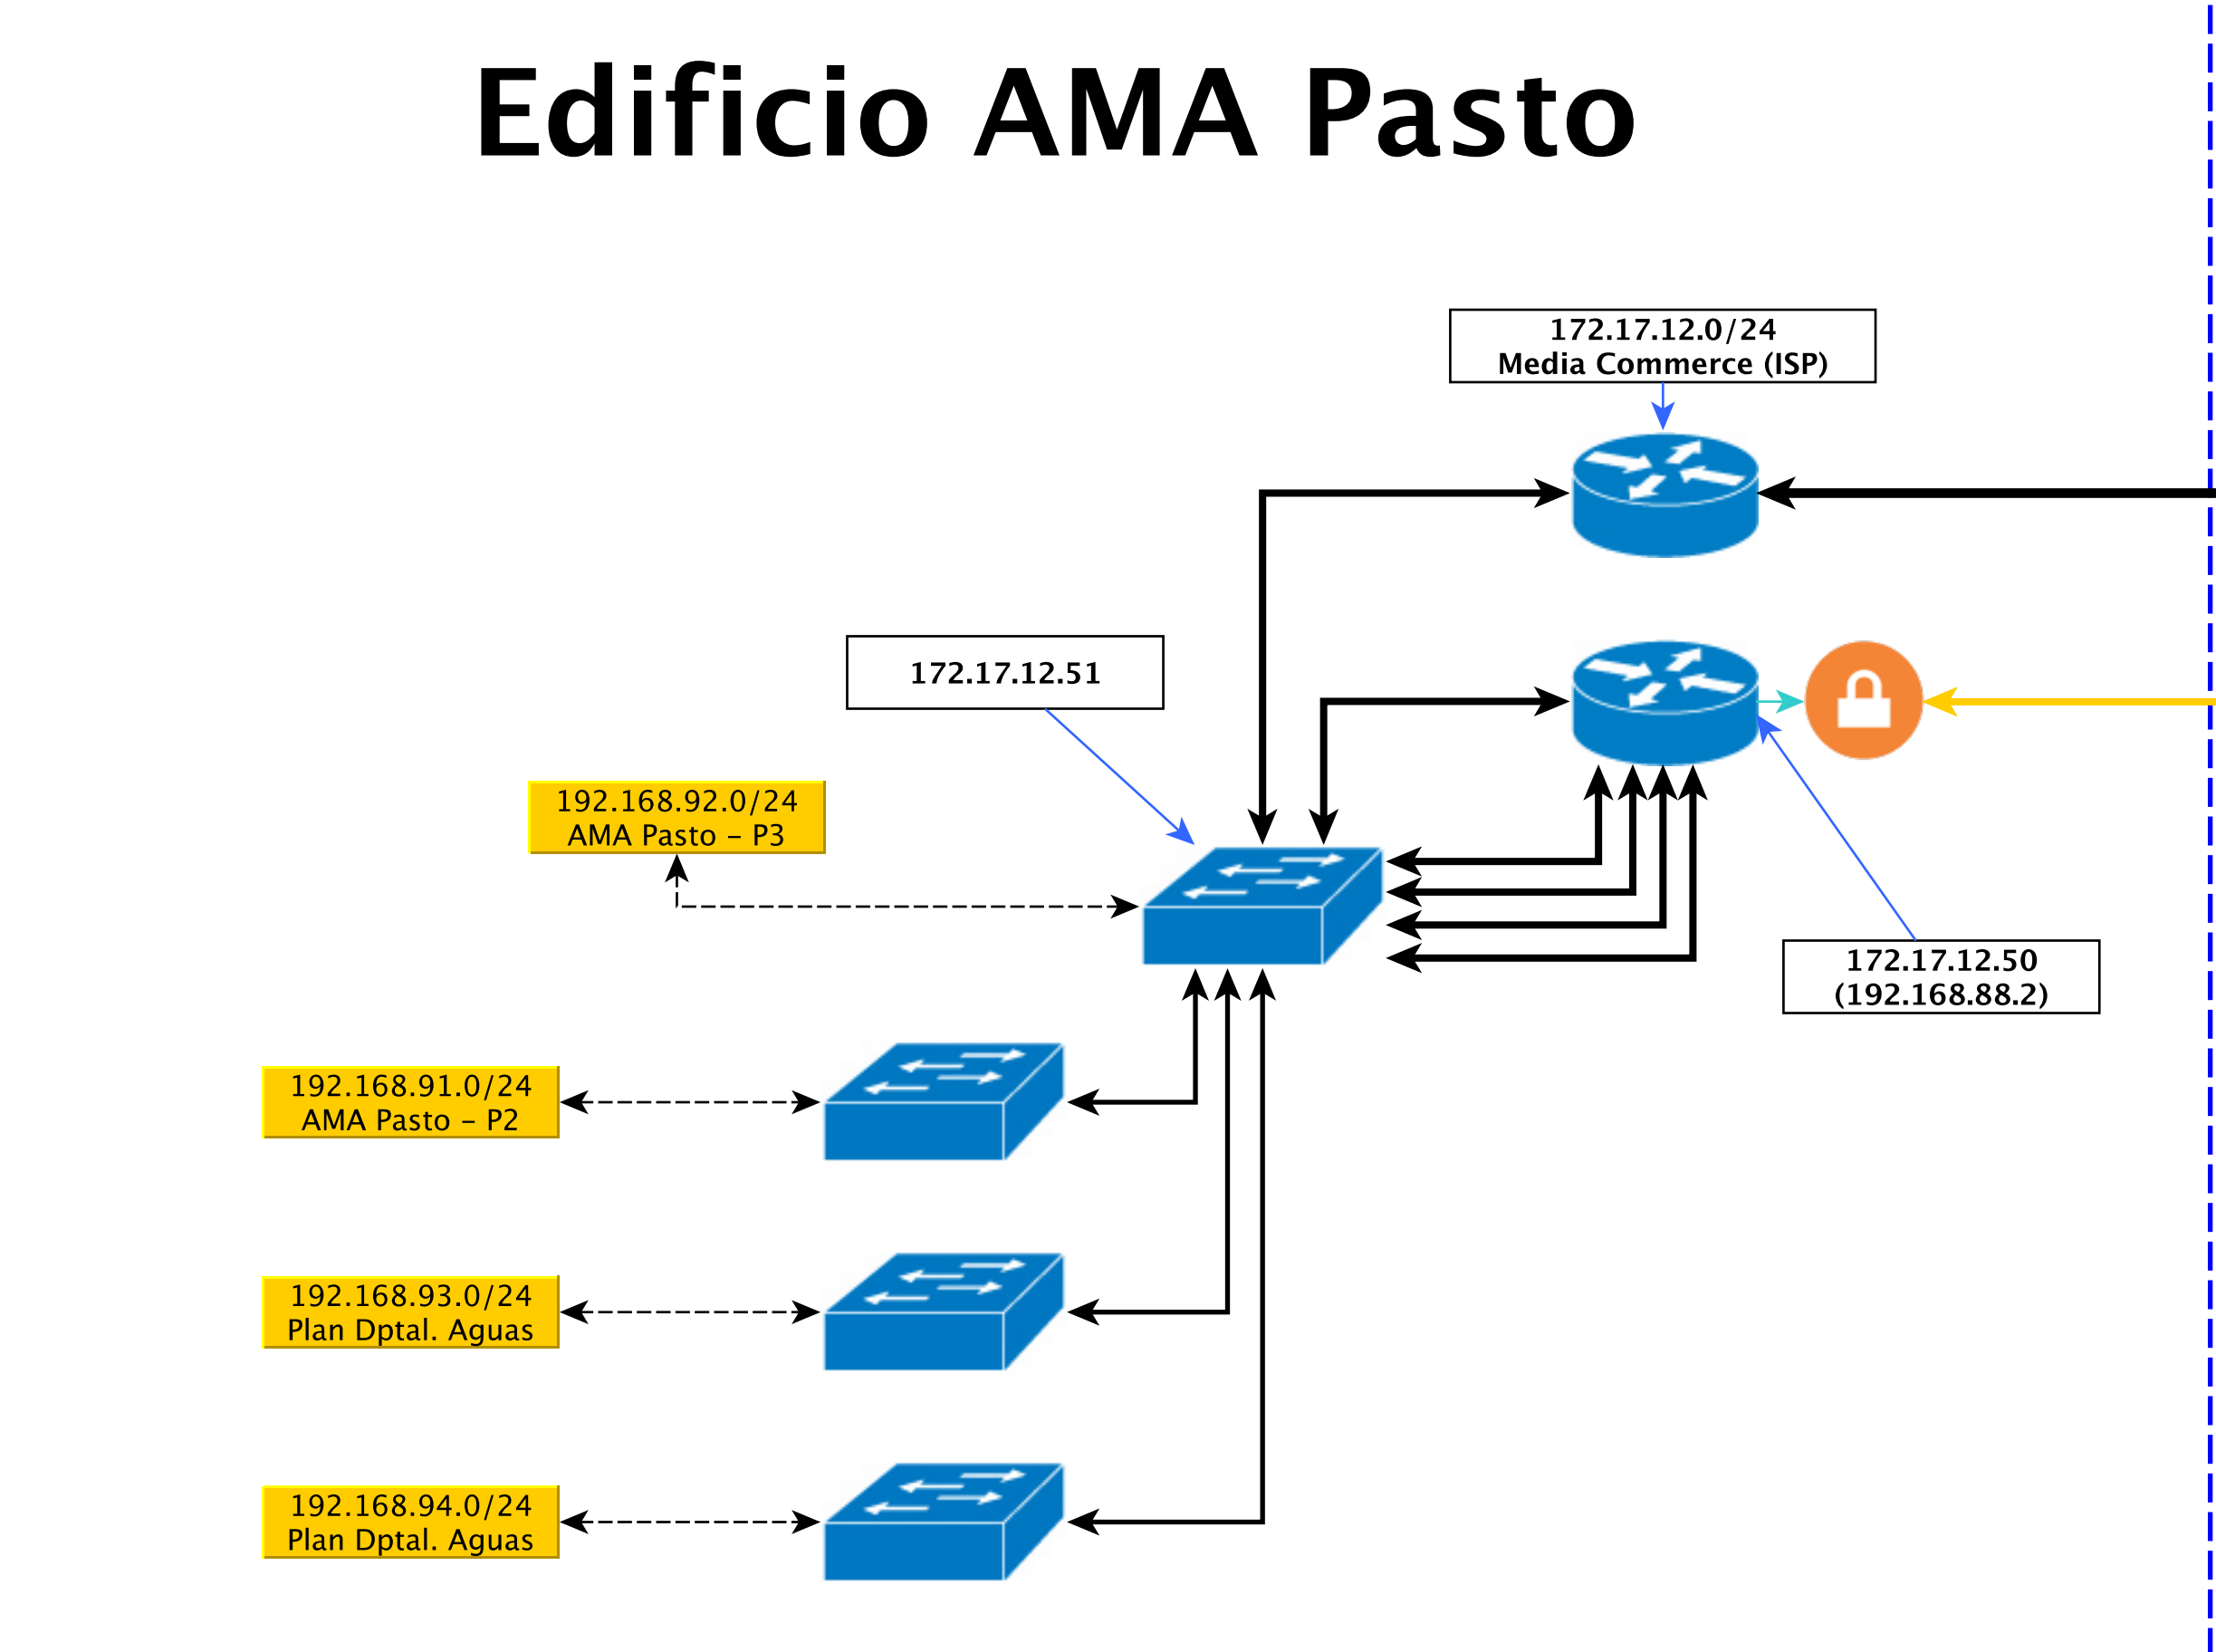 Edificio AMA Pasto
172.17.12.0/24
Media Commerce (ISP)
172.17.12.51
192.168.92.0/24
AMA Pasto - P3
172.17.12.50
(192.168.88.2)
192.168.91.0/24
AMA Pasto - P2
192.168.93.0/24
Plan Dptal. Aguas
192.168.94.0/24
Plan Dptal. Aguas